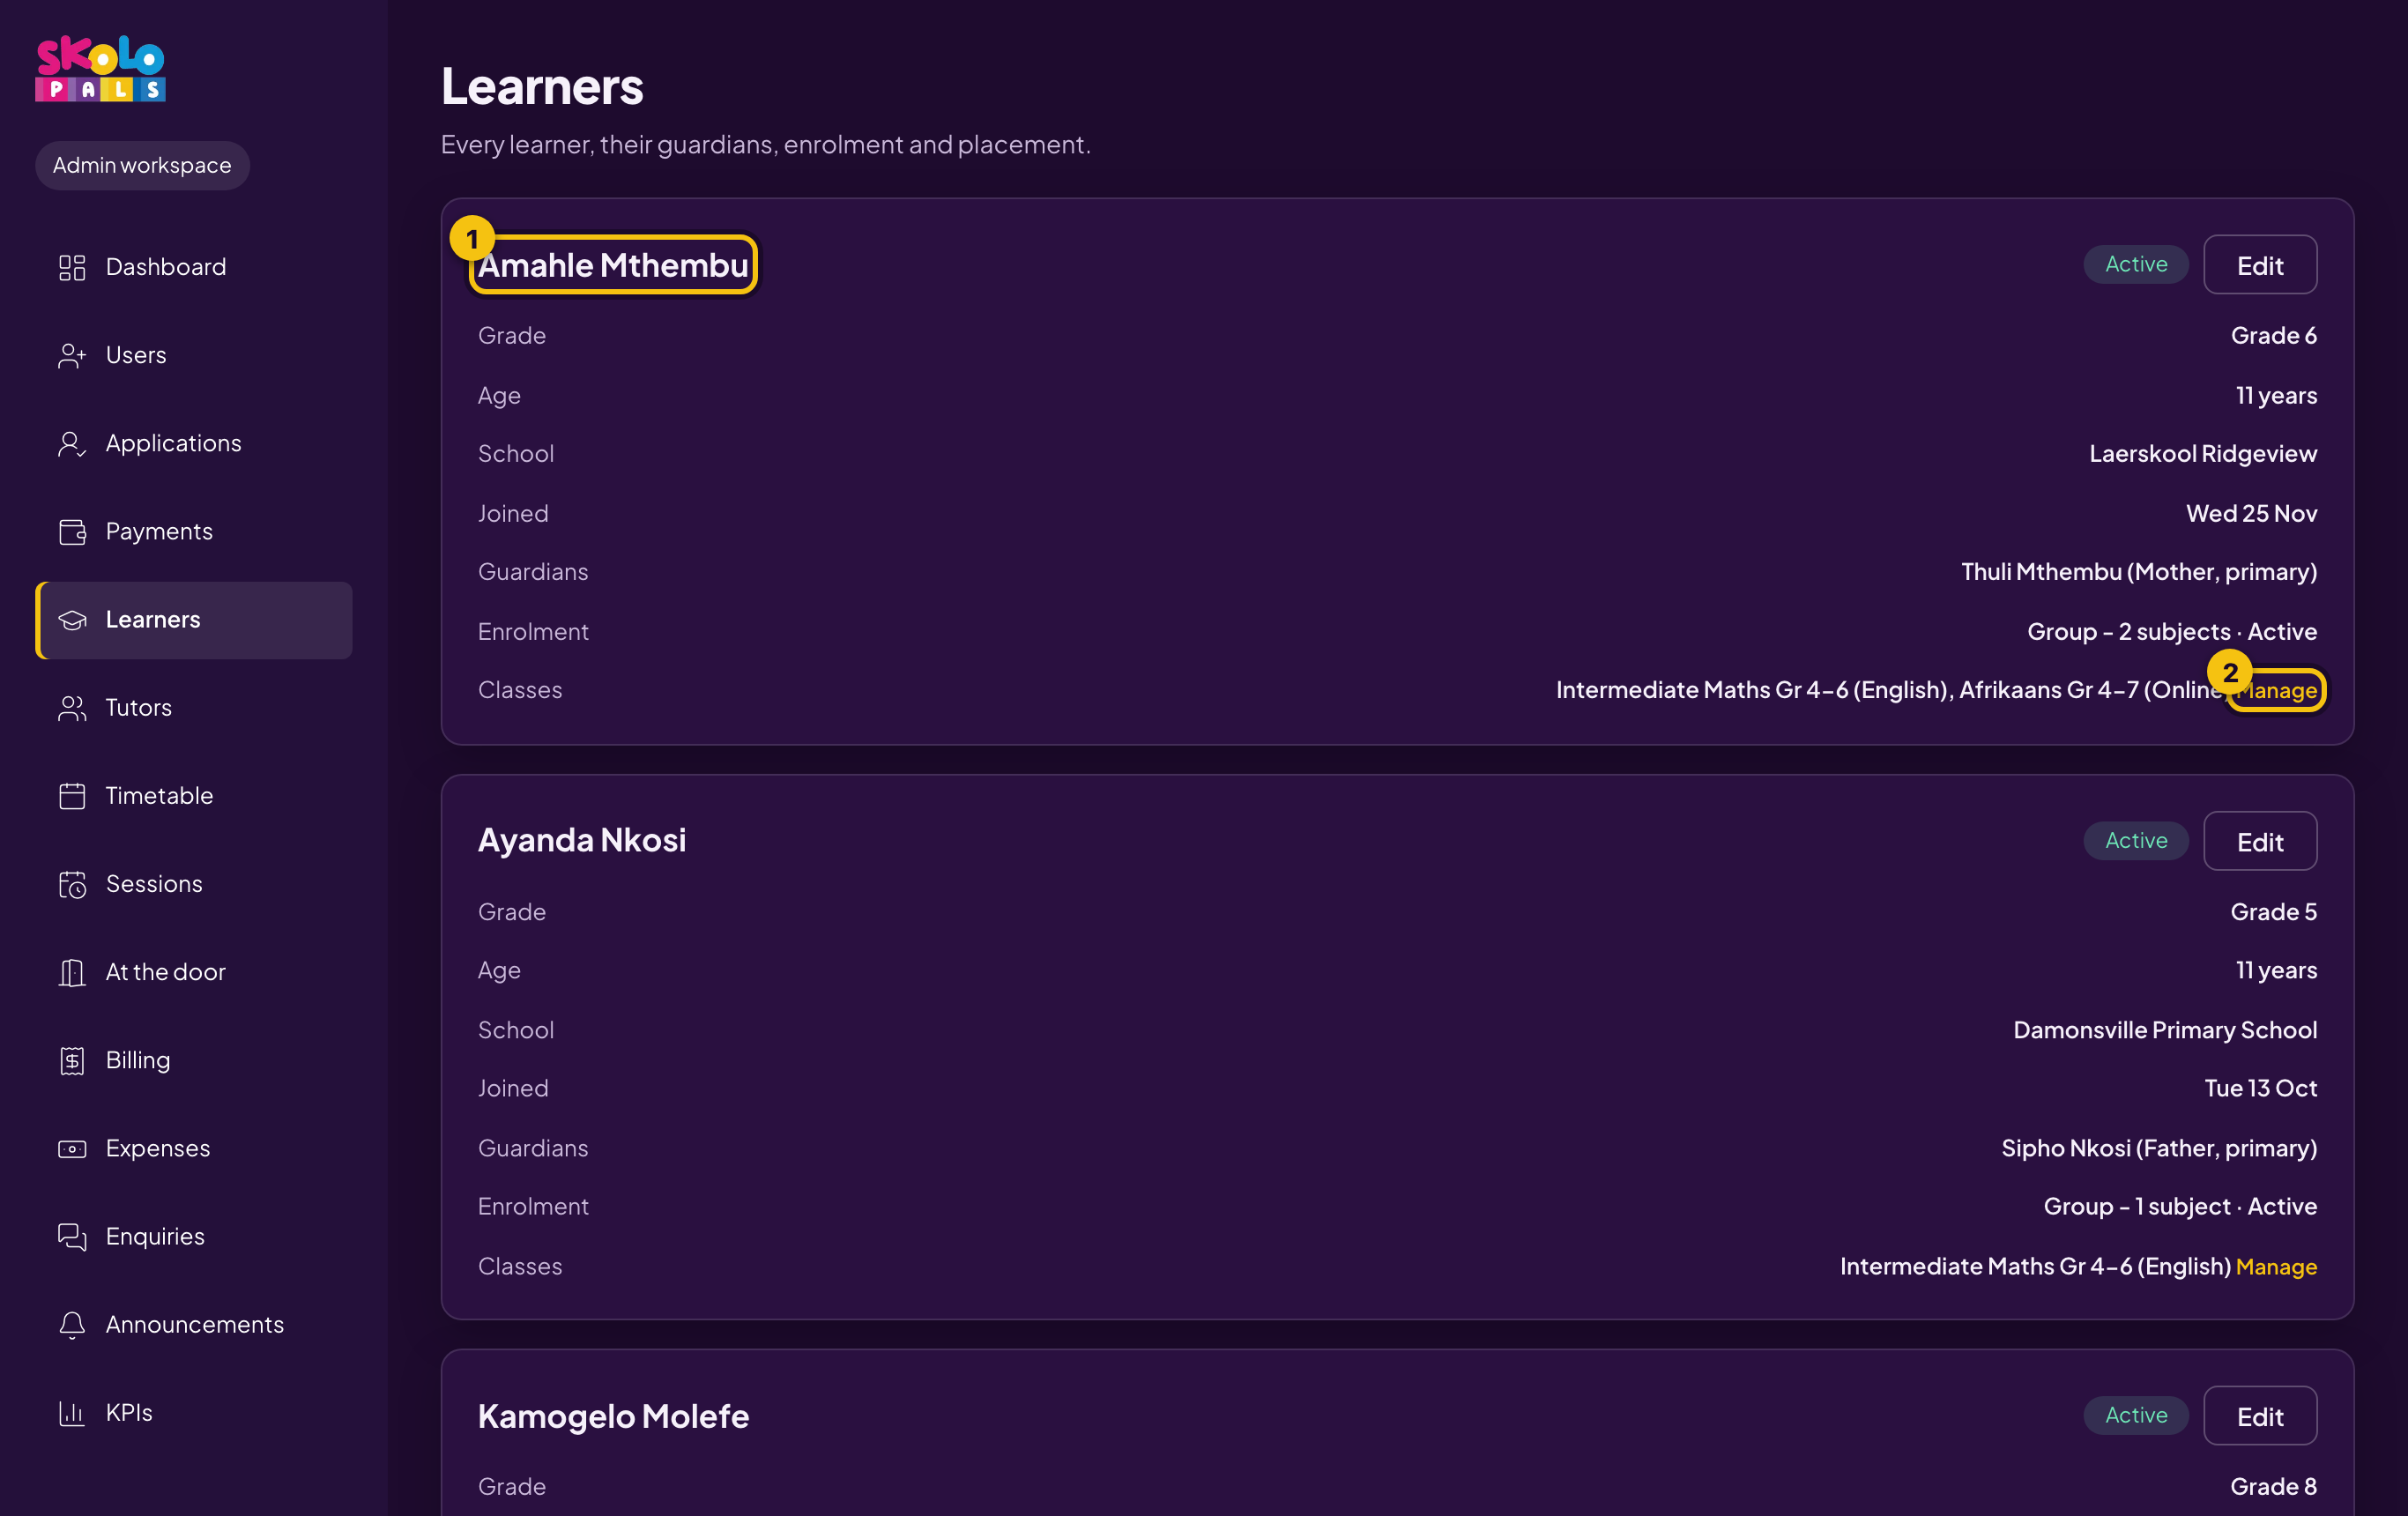 SKOLO
PALS
Admin workspace
Dashboard
Users
Applications
Payments
Learners
Tutors
Timetable
Sessions
At the door
Billing
Expenses
Enquiries
Announcements
KPIs
Learners
Every learner, their guardians, enrolment and placement.
1
Amahle Mthembu Active Edit
Grade Grade 6
Age 11 years
School Laerskool Ridgeview
Joined Wed 25 Nov
Guardians Thuli Mthembu (Mother, primary)
Enrolment Group – 2 subjects · Active
2
Classes Intermediate Maths Gr 4–6 (English), Afrikaans Gr 4–7 (Online) Manage
Ayanda Nkosi Active Edit
Grade Grade 5
Age 11 years
School Damonsville Primary School
Joined Tue 13 Oct
Guardians Sipho Nkosi (Father, primary)
Enrolment Group – 1 subject · Active
Classes Intermediate Maths Gr 4–6 (English) Manage
Kamogelo Molefe Active Edit
Grade Grade 8